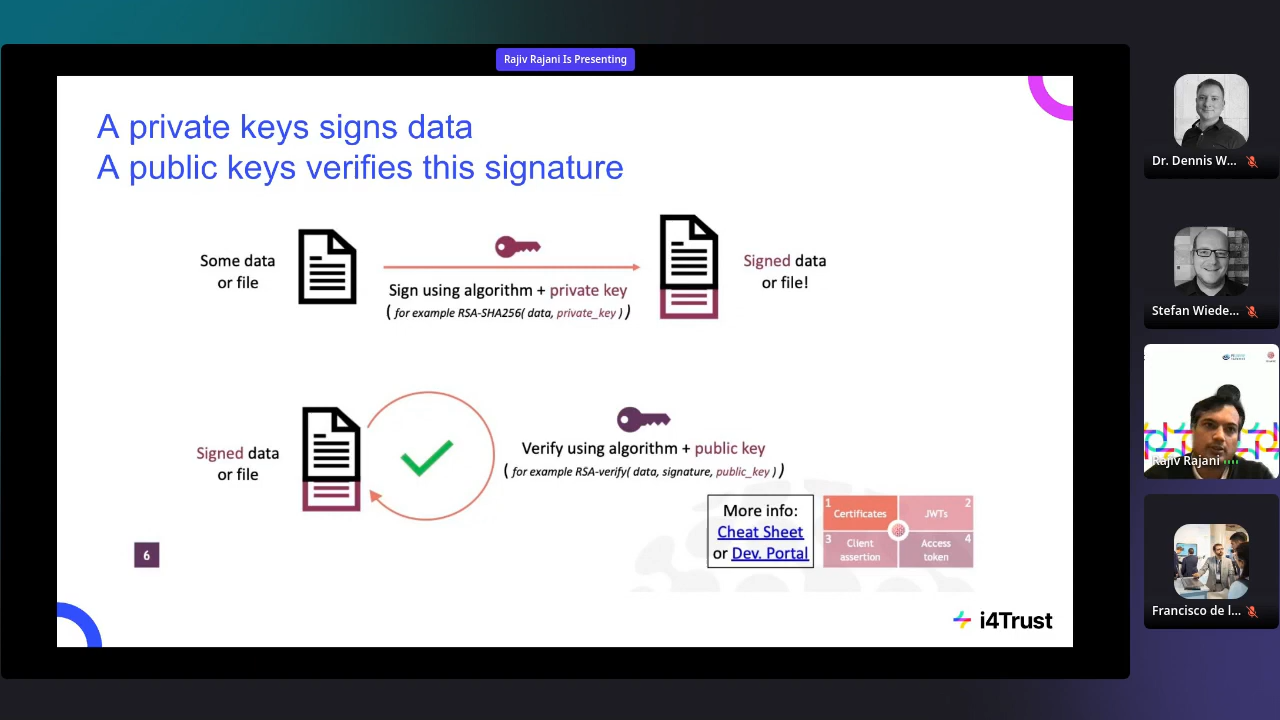 Rajiv Rajani Is Presenting
A private keys signs data
A public keys verifies this signature
Some data
or file
Sign using algorithm + private key
( for example RSA-SHA256( data, private_key ) )
Signed data
or file!
Signed data
or file
Verify using algorithm + public key
( for example RSA-verify( data, signature, public_key ) )
More info:
Cheat Sheet
or Dev. Portal
1
Certificates
2
JWTs
3
Client
assertion
4
Access
token
6
i4Trust
Dr. Dennis W...
Stefan Wiede...
Rajiv Rajani
Francisco de l...